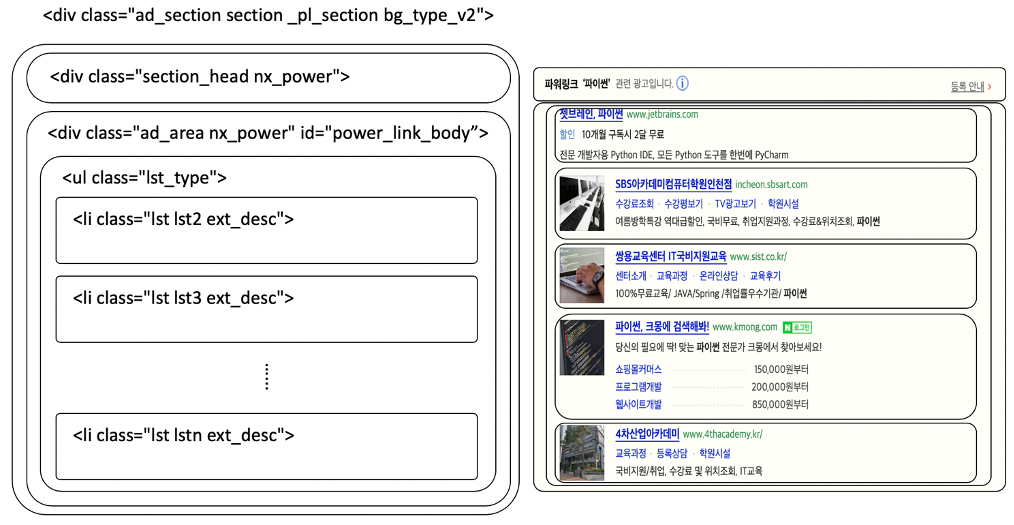 <div class="ad_section section _pl_section bg_type_v2">
<div class="section_head nx_power">
<div class="ad_area nx_power" id="power_link_body”>
<ul class="lst_type">
<li class="lst lst2 ext_desc">
<li class="lst lst3 ext_desc">
<li class="lst lstn ext_desc">
파워링크 '파이썬' 관련 광고입니다. i
등록 안내 >
젯브레인, 파이썬 www.jetbrains.com
할인 10개월 구독시 2달 무료
전문 개발자용 Python IDE, 모든 Python 도구를 한번에 PyCharm
SBS아카데미컴퓨터학원인천점 incheon.sbsart.com
수강료조회 · 수강평보기 · TV광고보기 · 학원시설
여름방학특강 역대급할인, 국비무료, 취업지원과정, 수강료&위치조회, 파이썬
쌍용교육센터 IT국비지원교육 www.sist.co.kr/
센터소개 · 교육과정 · 온라인상담 · 교육후기
100%무료교육/ JAVA/Spring /취업률우수기관/ 파이썬
파이썬, 크몽에 검색해봐! www.kmong.com N 로그인
당신의 필요에 딱! 맞는 파이썬 전문가 크몽에서 찾아보세요!
쇼핑몰커머스 150,000원부터
프로그램개발 200,000원부터
웹사이트개발 850,000원부터
4차산업아카데미 www.4thacademy.kr/
교육과정 · 등록상담 · 학원시설
국비지원/취업, 수강료 및 위치조회, IT교육